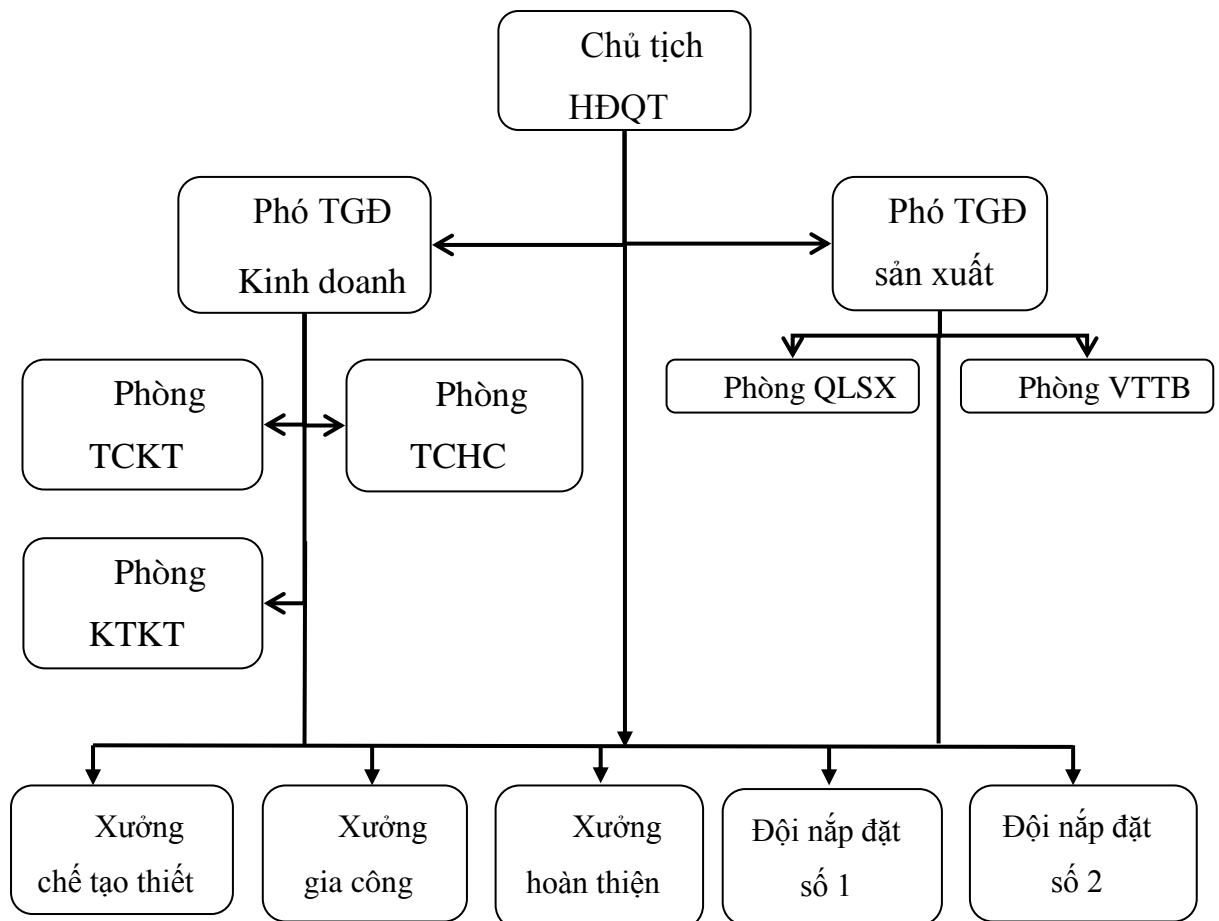 Chủ tịch
HĐQT
Phó TGĐ
Kinh doanh
Phó TGĐ
sản xuất
Phòng QLSX
Phòng VTTB
Phòng
TCKT
Phòng
TCHC
Phòng
KTKT
Xưởng
chế tạo thiết
Xưởng
gia công
Xưởng
hoàn thiện
Đội nắp đặt
số 1
Đội nắp đặt
số 2